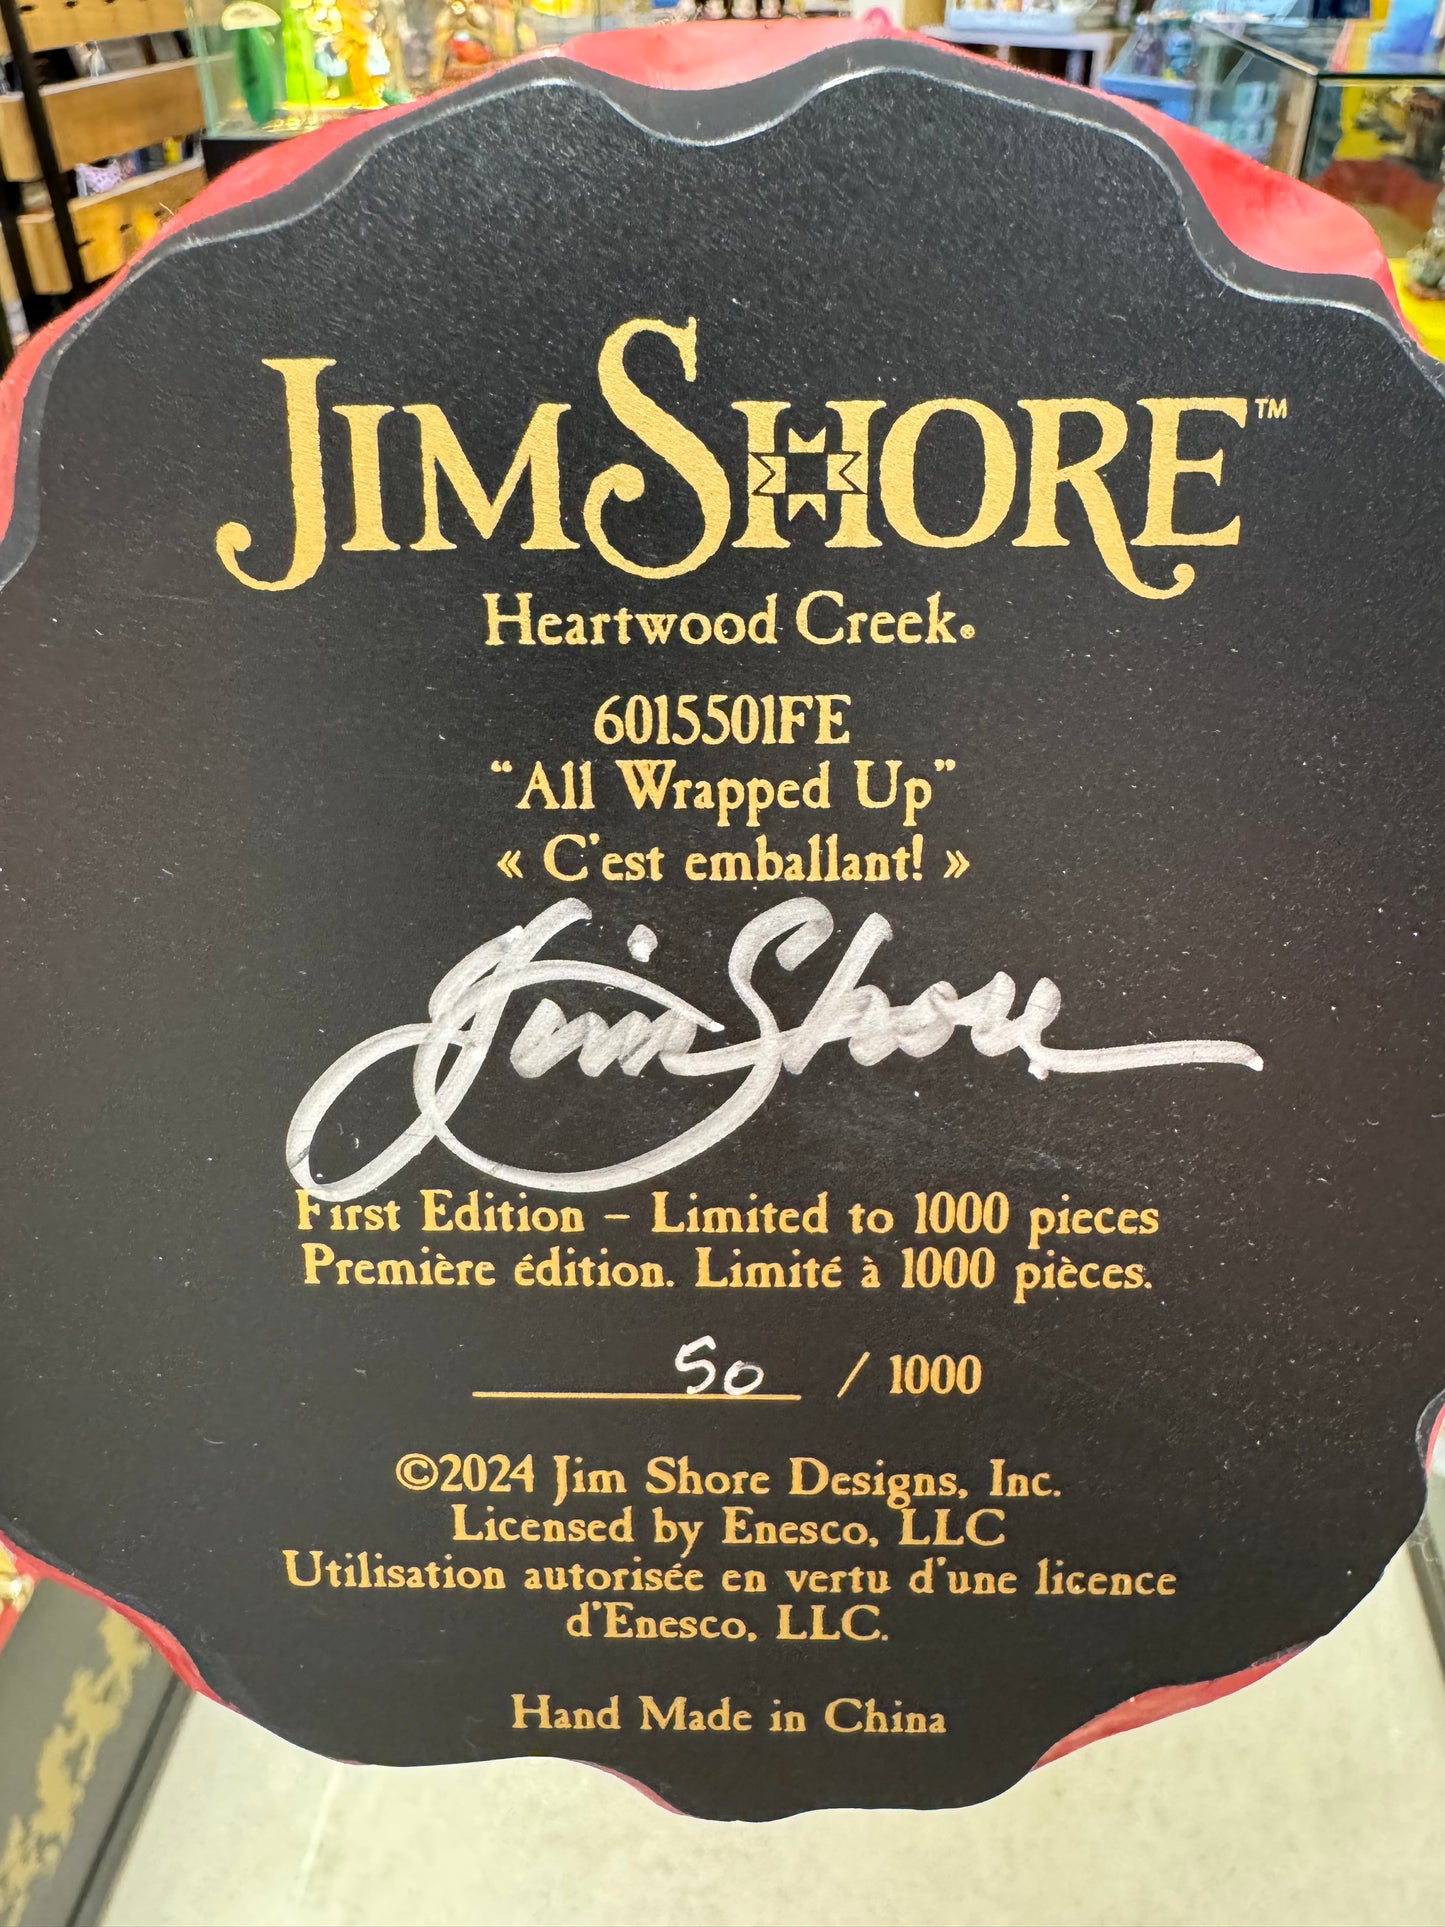 JIM SHORE™
Heartwood Creek®
6015501FE
“All Wrapped Up”
« C'est emballant! »
Jim Shore
First Edition – Limited to 1000 pieces
Première édition. Limité à 1000 pièces.
50 / 1000
©2024 Jim Shore Designs, Inc.
Licensed by Enesco, LLC
Utilisation autorisée en vertu d'une licence
d'Enesco, LLC.
Hand Made in China